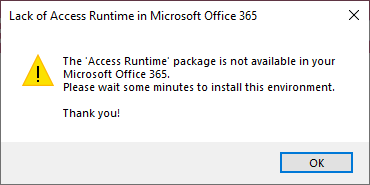 Lack of Access Runtime in Microsoft Office 365
The 'Access Runtime' package is not available in your
Microsoft Office 365.
Please wait some minutes to install this environment.
Thank you!
OK